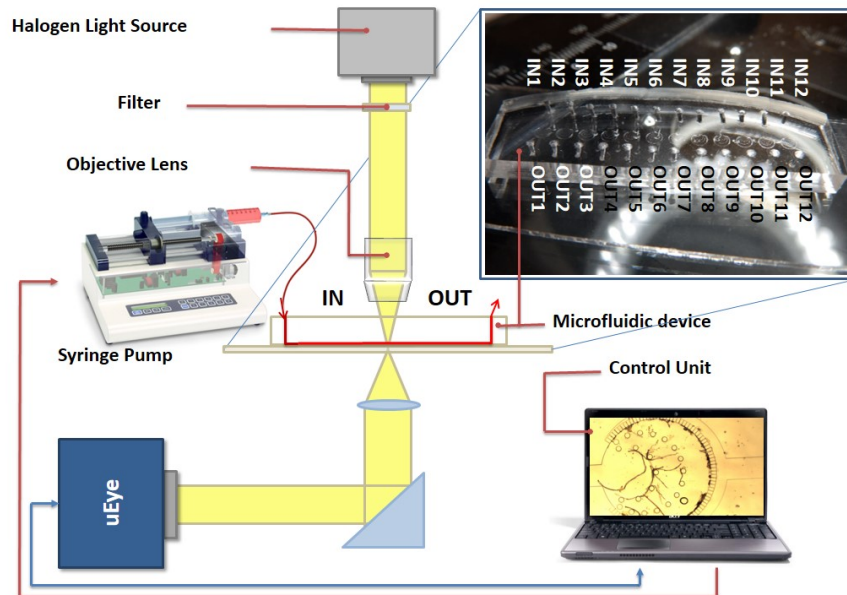 Halogen Light Source
Filter
Objective Lens
IN1
IN2
IN3
IN4
IN5
IN6
IN7
IN8
IN9
IN10
IN11
IN12
OUT1
OUT2
OUT3
OUT4
OUT5
OUT6
OUT7
OUT8
OUT9
OUT10
OUT11
OUT12
IN
OUT
Microfluidic device
Syringe Pump
Control Unit
uEye
acer